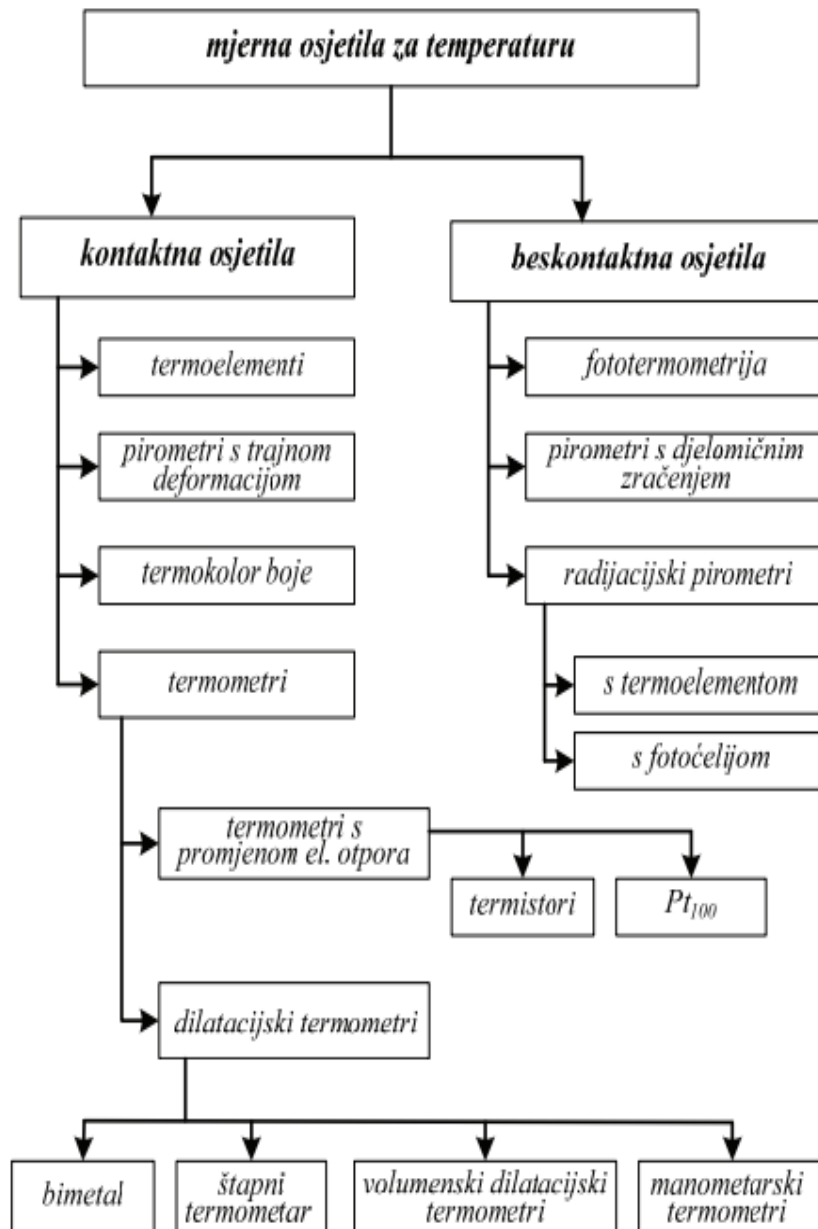 mjerna osjetila za temperaturu
kontaktna osjetila
beskontaktna osjetila
termoelementi
pirometri s trajnom
deformacijom
termokolor boje
termometri
fototermometrija
pirometri s djelomičnim
zračenjem
radijacijski pirometri
s termoelementom
s fotoćelijom
termometri s
promjenom el. otpora
termistori
Pt100
dilatacijski termometri
bimetal
štapni
termometar
volumenski dilatacijski
termometri
manometarski
termometri